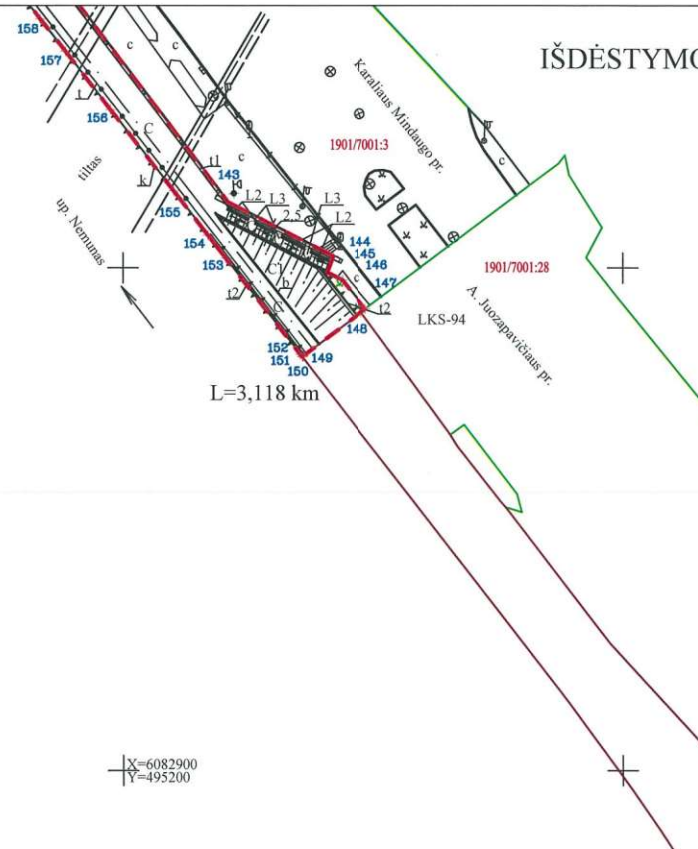 IŠDĖSTYMO
158
157
t
156
C
tiltas
k
155
up. Nemunas
154
153
t2
152
151
150
149
148
L=3,118 km
c
c
c
t1
143
L2
L3
2,5
L3
L2
C1
b
c
t2
144
145
146
147
Karaliaus Mindaugo pr.
1901/7001:3
c
1901/7001:28
A. Juozapavičiaus pr.
LKS-94
X=6082900
Y=495200